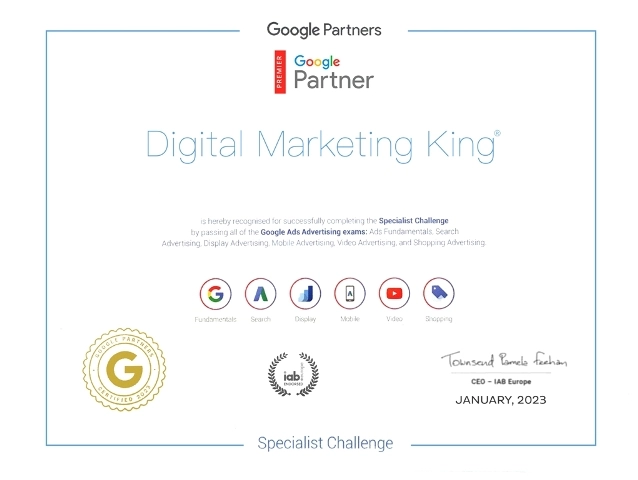 Google Partners
PREMIER
Google
Partner
Digital Marketing King®
is hereby recognised for successfully completing the Specialist Challenge
by passing all of the Google Ads Advertising exams: Ads Fundamentals, Search
Advertising, Display Advertising, Mobile Advertising, Video Advertising, and Shopping Advertising.
Fundamentals Search Display Mobile Video Shopping
GOOGLE PARTNERS
G
CERTIFIED 2023
iab
ENDORSED
Townsend Pamela Feehan
CEO – IAB Europe
JANUARY, 2023
Specialist Challenge